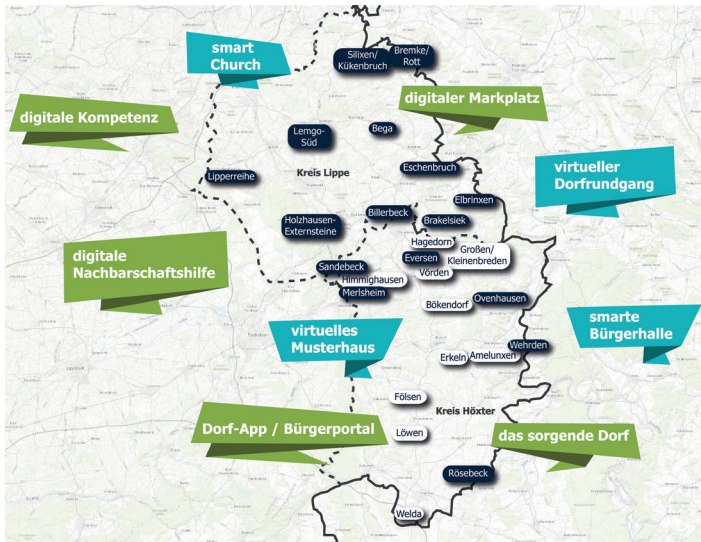 smart
Church
Silixen/
Kükenbruch
Bremke/
Rott
digitale Kompetenz
digitaler Markplatz
Lemgo-
Süd
Bega
Kreis Lippe
Lipperreihe
Eschenbruch
virtueller
Dorfrundgang
Elbrinxen
Billerbeck
Brakelsiek
Holzhausen-
Externsteine
Hagedorn
Großen/
Kleinenbreden
digitale
Nachbarschaftshilfe
Eversen
Vörden
Sandebeck
Himmighausen
Merlsheim
Bökendorf
Ovenhausen
virtuelles
Musterhaus
smarte
Bürgerhalle
Wehrden
Erkeln
Amelunxen
Fölsen
Kreis Höxter
Dorf-App / Bürgerportal
Löwen
das sorgende Dorf
Rösebeck
Welda